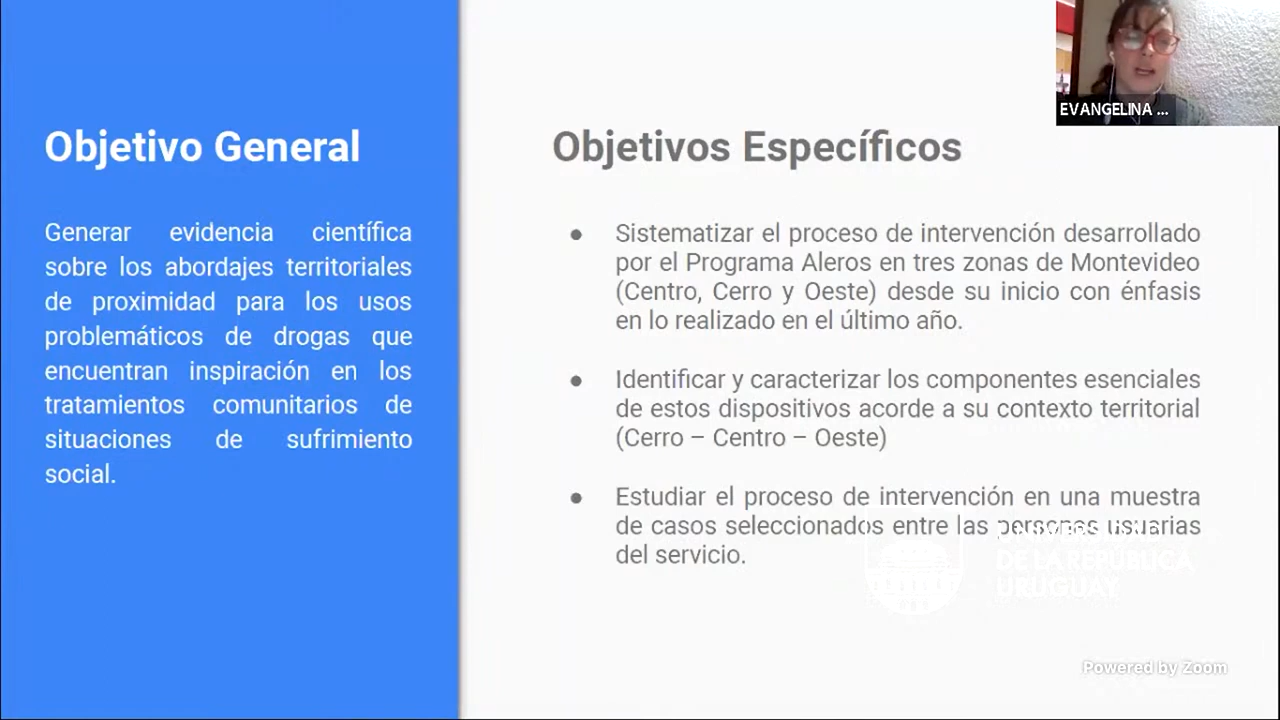 EVANGELINA ...
Objetivo General
Generar evidencia científica
sobre los abordajes territoriales
de proximidad para los usos
problemáticos de drogas que
encuentran inspiración en los
tratamientos comunitarios de
situaciones de sufrimiento
social.
Objetivos Específicos
● Sistematizar el proceso de intervención desarrollado
por el Programa Aleros en tres zonas de Montevideo
(Centro, Cerro y Oeste) desde su inicio con énfasis
en lo realizado en el último año.
● Identificar y caracterizar los componentes esenciales
de estos dispositivos acorde a su contexto territorial
(Cerro – Centro – Oeste)
● Estudiar el proceso de intervención en una muestra
de casos seleccionados entre las personas usuarias
del servicio.
UNIVERSIDAD
DE LA REPÚBLICA
URUGUAY
Powered by Zoom